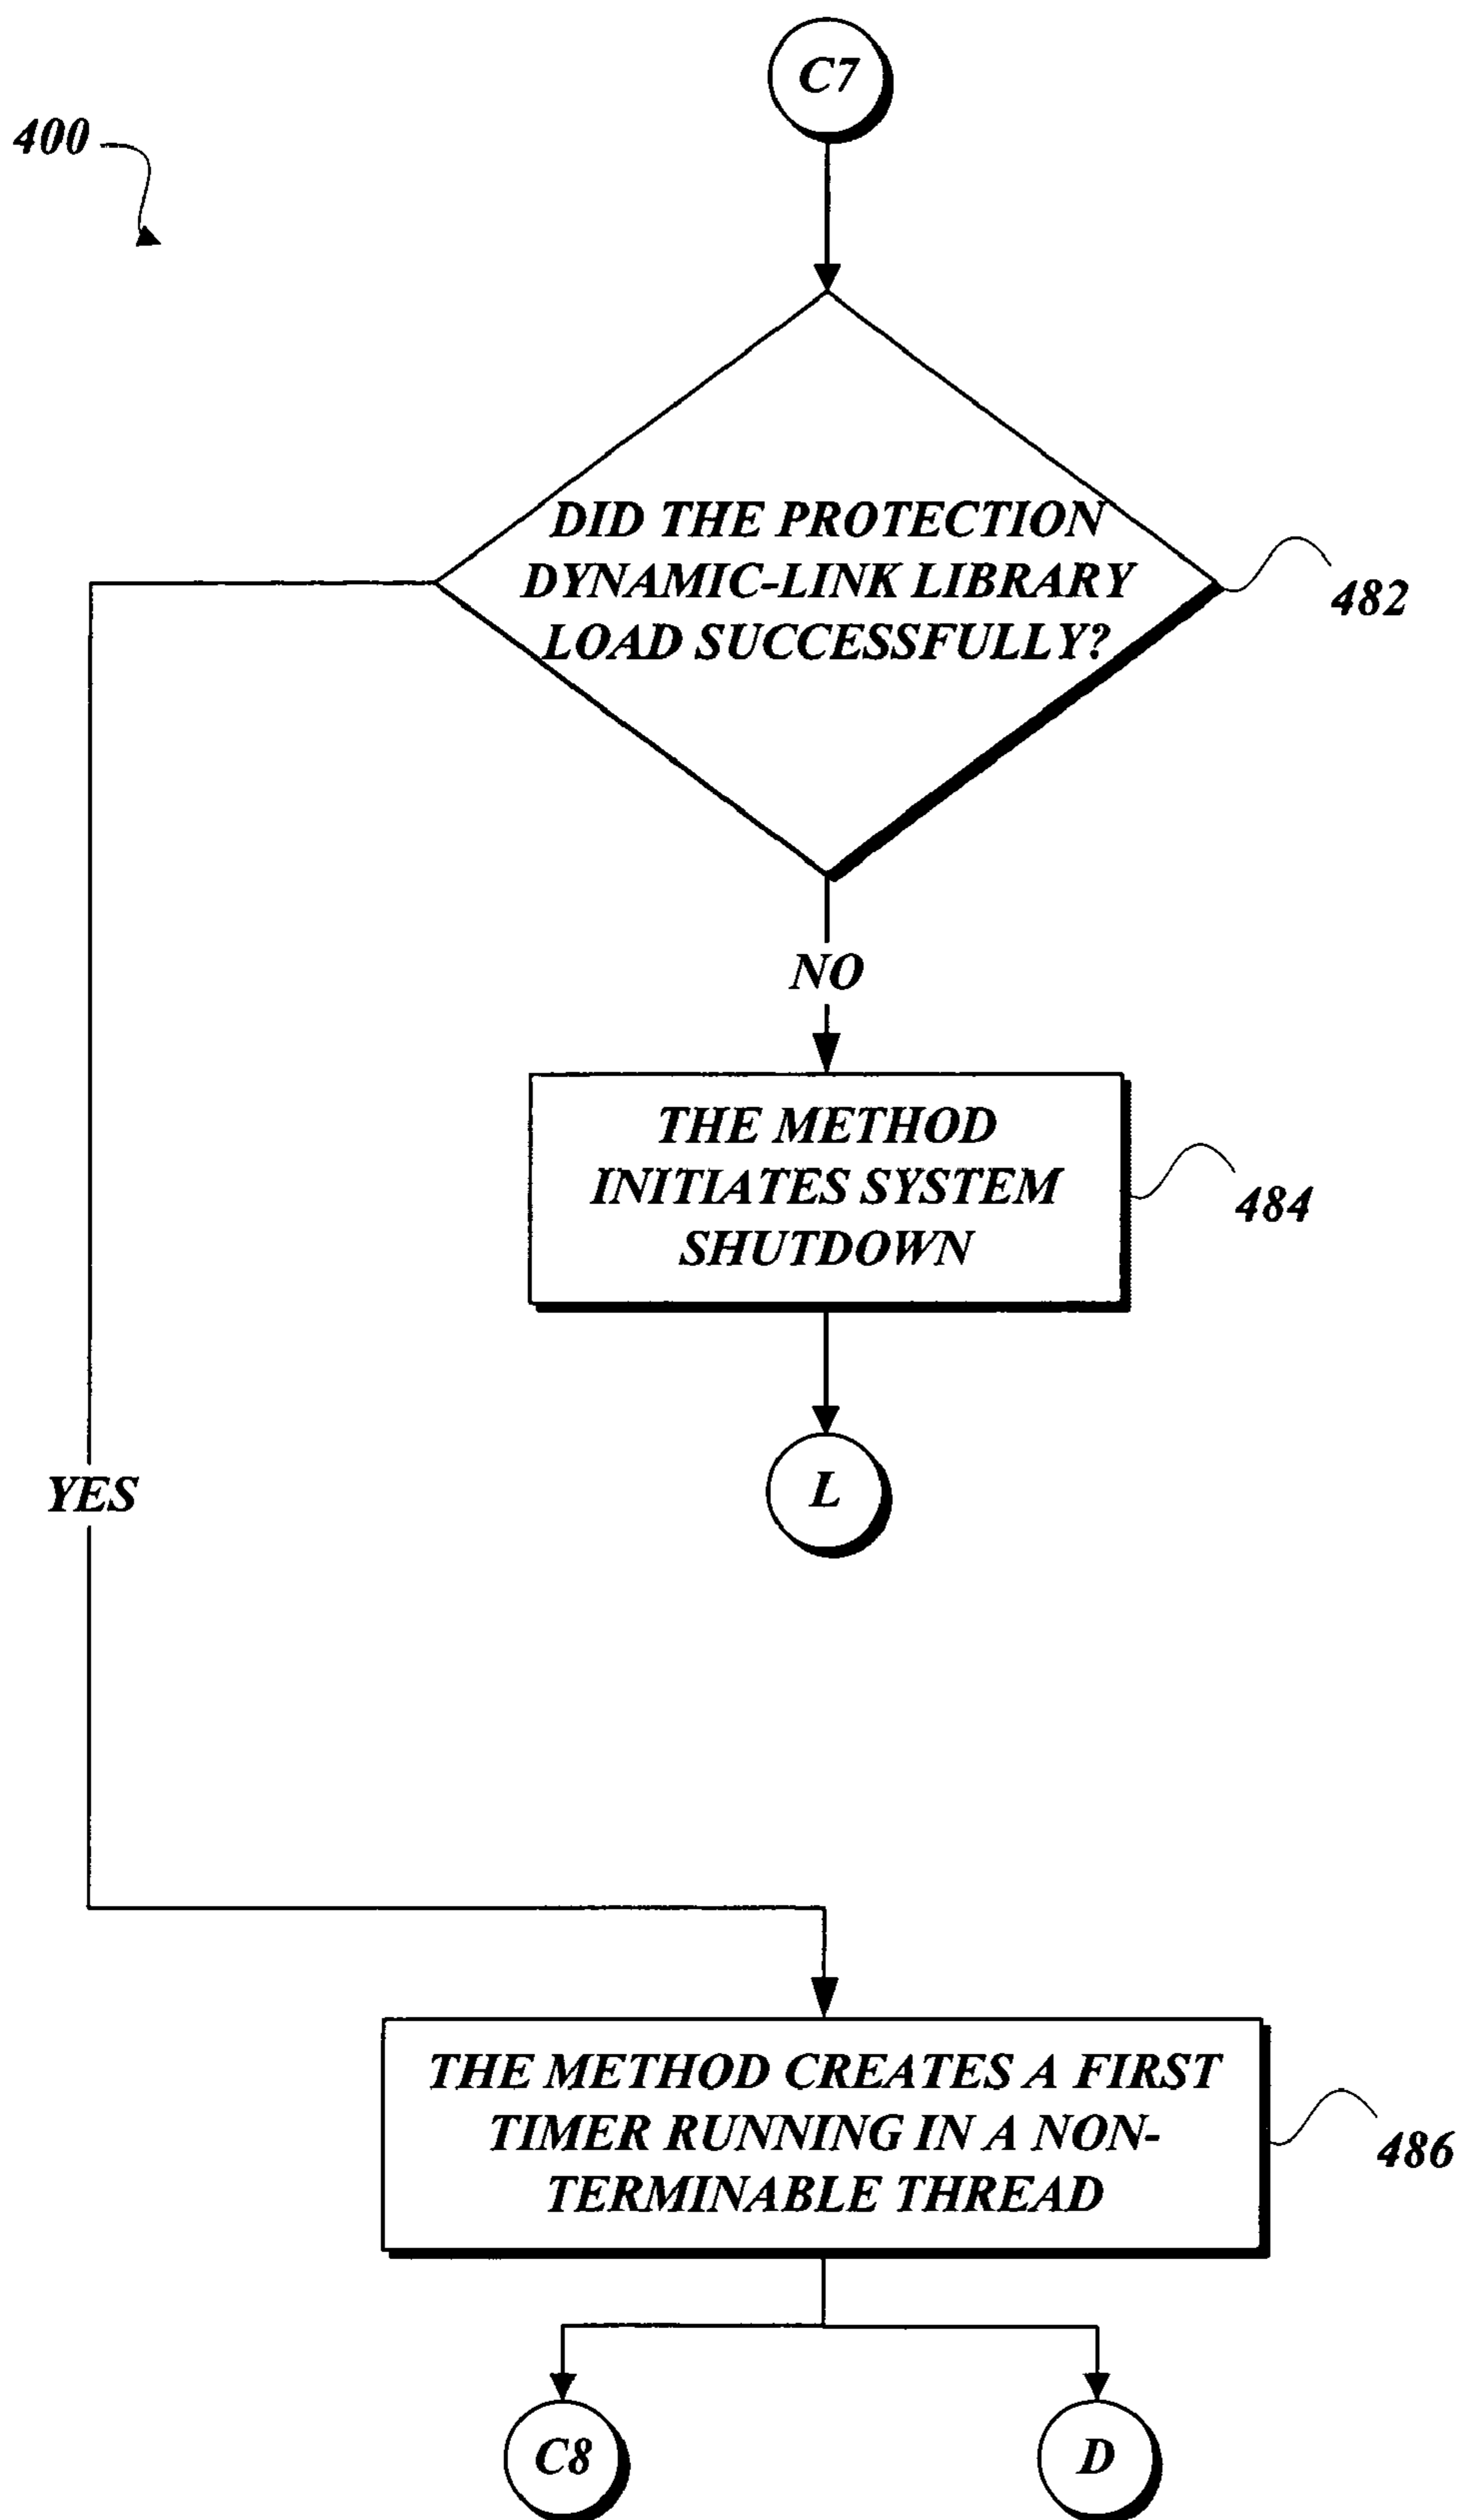 C7
400
DID THE PROTECTION
DYNAMIC-LINK LIBRARY
LOAD SUCCESSFULLY?
482
NO
THE METHOD
INITIATES SYSTEM
SHUTDOWN
484
L
YES
THE METHOD CREATES A FIRST
TIMER RUNNING IN A NON-
TERMINABLE THREAD
486
C8
D